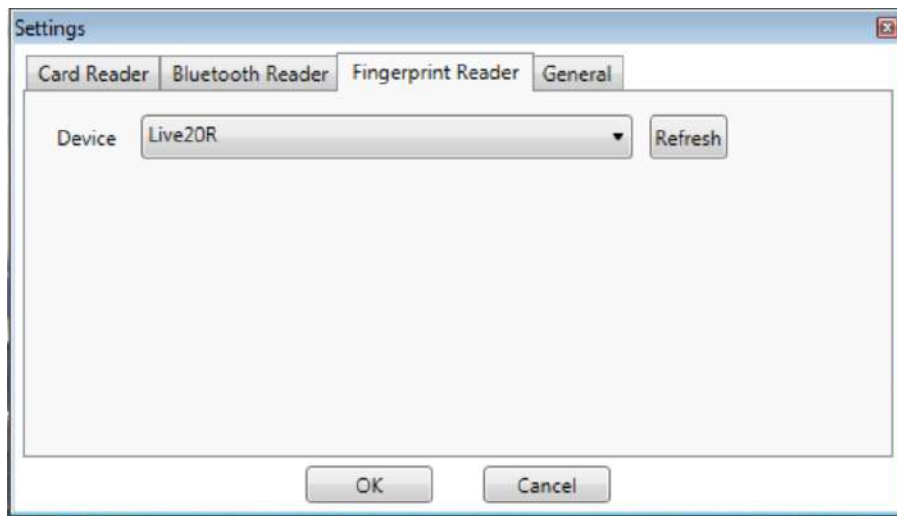 Settings
Card Reader Bluetooth Reader Fingerprint Reader General
Device Live20R Refresh
OK Cancel